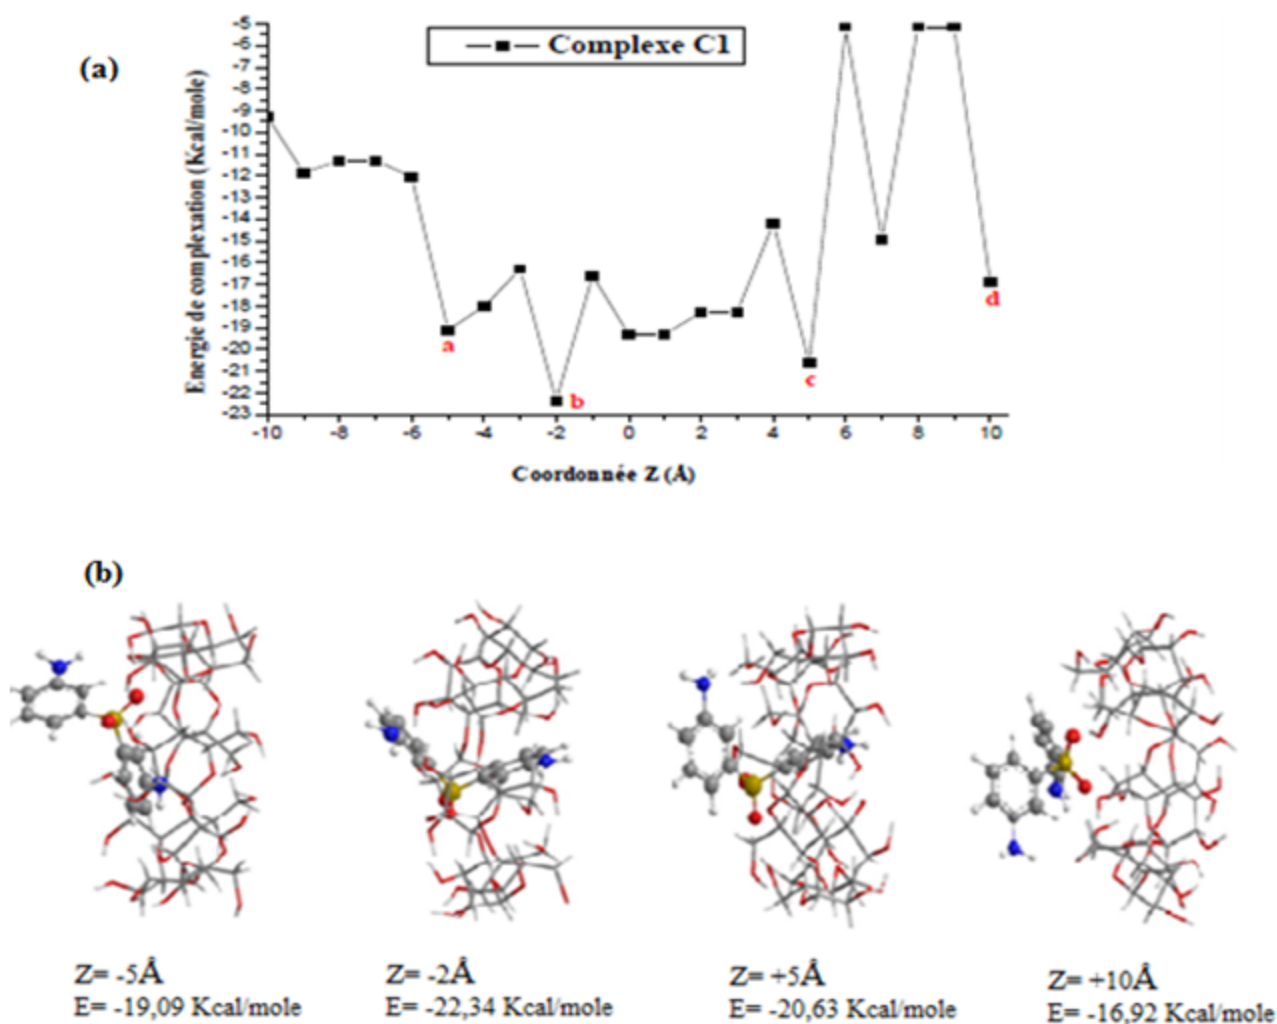 (a)
Complexe C1
Energie de complexation (Kcal/mole)
-5
-6
-7
-8
-9
-10
-11
-12
-13
-14
-15
-16
-17
-18
-19
-20
-21
-22
-23
a
b
c
d
-10 -8 -6 -4 -2 0 2 4 6 8 10
Coordonnée Z (Å)
(b)
Z= -5Å
E= -19,09 Kcal/mole
Z= -2Å
E= -22,34 Kcal/mole
Z= +5Å
E= -20,63 Kcal/mole
Z= +10Å
E= -16,92 Kcal/mole